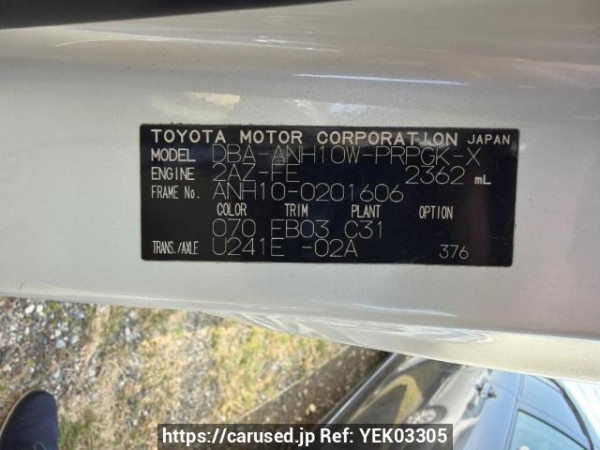 TOYOTA MOTOR CORPORATION JAPAN
MODEL DBA-ANH10W-PRPGK-X
ENGINE 2AZ-FE 2362 mL
FRAME No. ANH10-0201606
COLOR TRIM PLANT OPTION
070 EB03 C31
TRANS./AXLE U241E -02A 376
https://carused.jp Ref: YEK03305